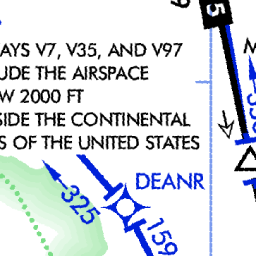 AYS V7, V35, AND V97
UDE THE AIRSPACE
W 2000 FT
SIDE THE CONTINENTAL
S OF THE UNITED STATES
DEANR
325
159
5